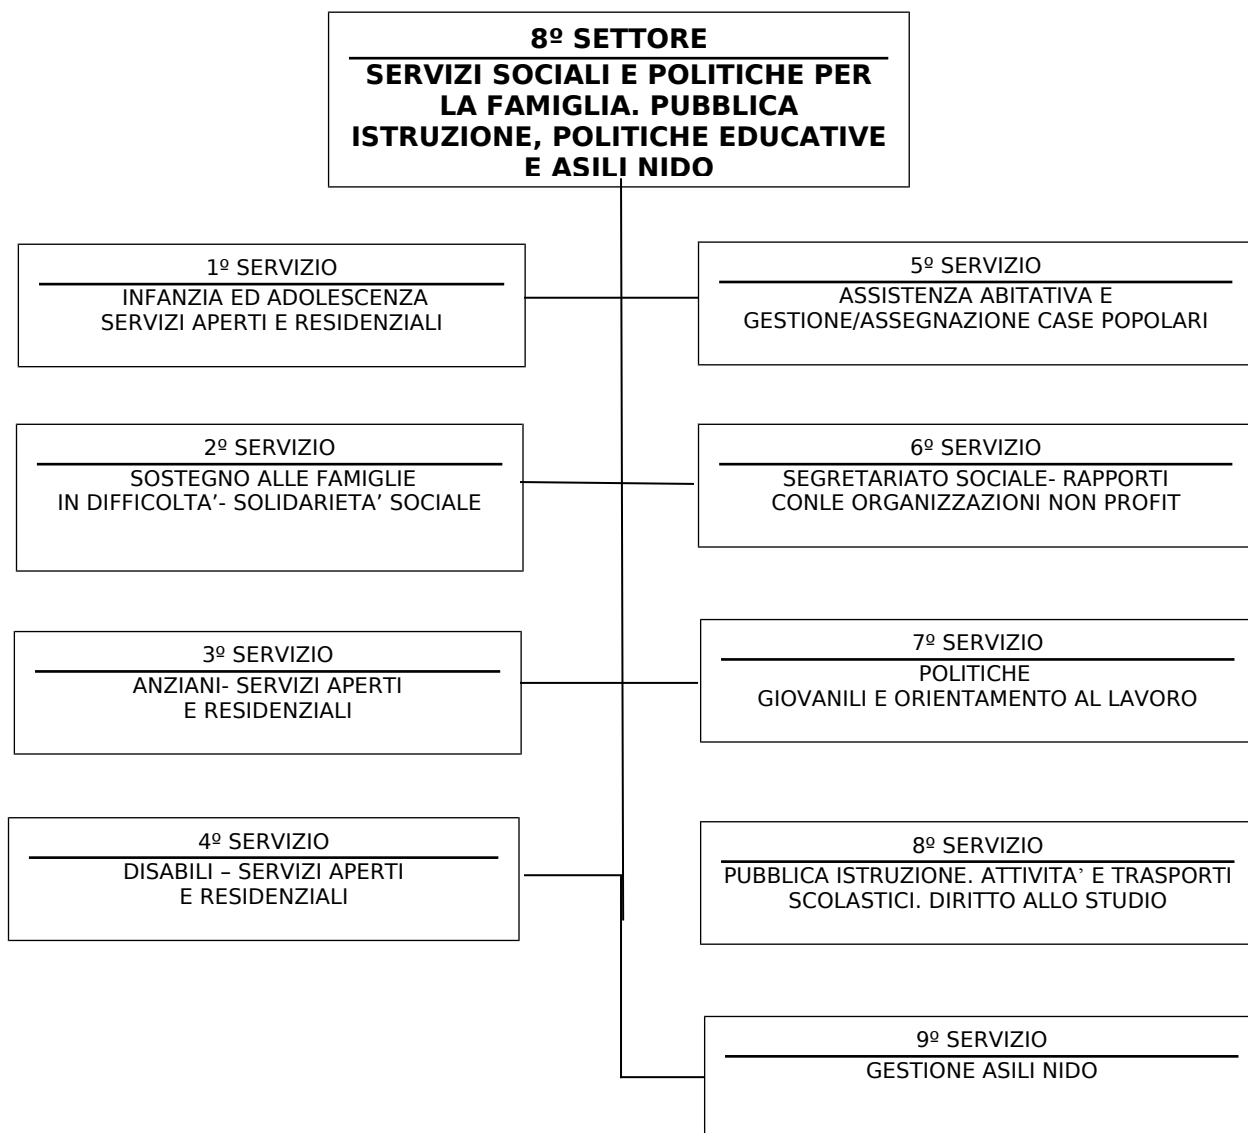 8º SETTORE
SERVIZI SOCIALI E POLITICHE PER
LA FAMIGLIA. PUBBLICA
ISTRUZIONE, POLITICHE EDUCATIVE
E ASILI NIDO
1º SERVIZIO
INFANZIA ED ADOLESCENZA
SERVIZI APERTI E RESIDENZIALI
2º SERVIZIO
SOSTEGNO ALLE FAMIGLIE
IN DIFFICOLTA’- SOLIDARIETA’ SOCIALE
3º SERVIZIO
ANZIANI- SERVIZI APERTI
E RESIDENZIALI
4º SERVIZIO
DISABILI – SERVIZI APERTI
E RESIDENZIALI
5º SERVIZIO
ASSISTENZA ABITATIVA E
GESTIONE/ASSEGNAZIONE CASE POPOLARI
6º SERVIZIO
SEGRETARIATO SOCIALE- RAPPORTI
CONLE ORGANIZZAZIONI NON PROFIT
7º SERVIZIO
POLITICHE
GIOVANILI E ORIENTAMENTO AL LAVORO
8º SERVIZIO
PUBBLICA ISTRUZIONE. ATTIVITA’ E TRASPORTI
SCOLASTICI. DIRITTO ALLO STUDIO
9º SERVIZIO
GESTIONE ASILI NIDO